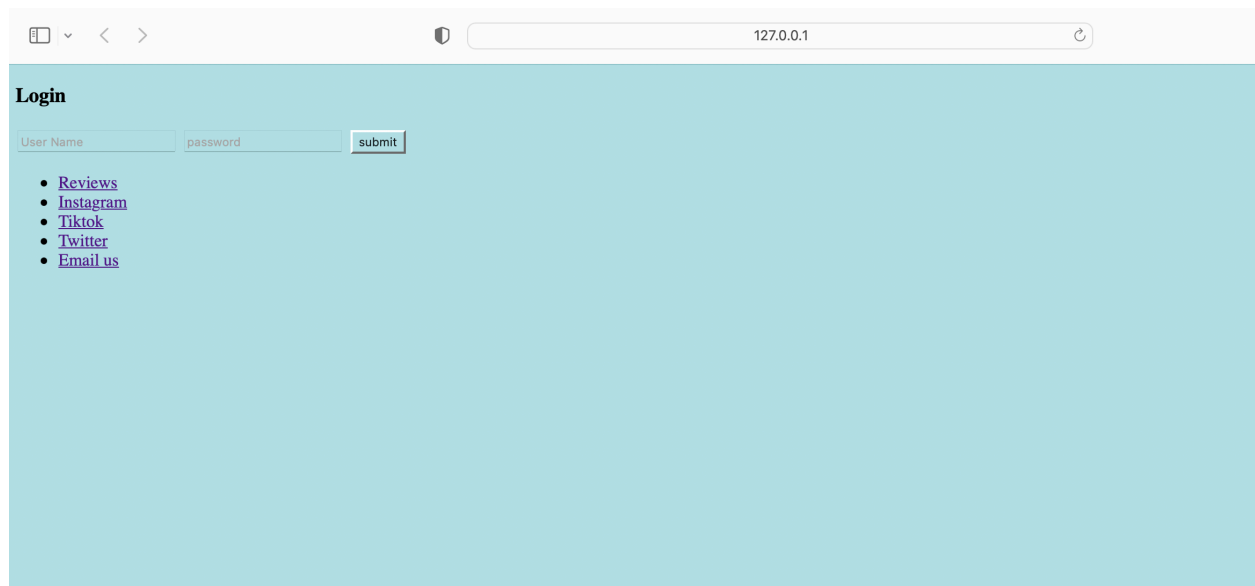 127.0.0.1
Login
User Name password submit
Reviews
Instagram
Tiktok
Twitter
Email us